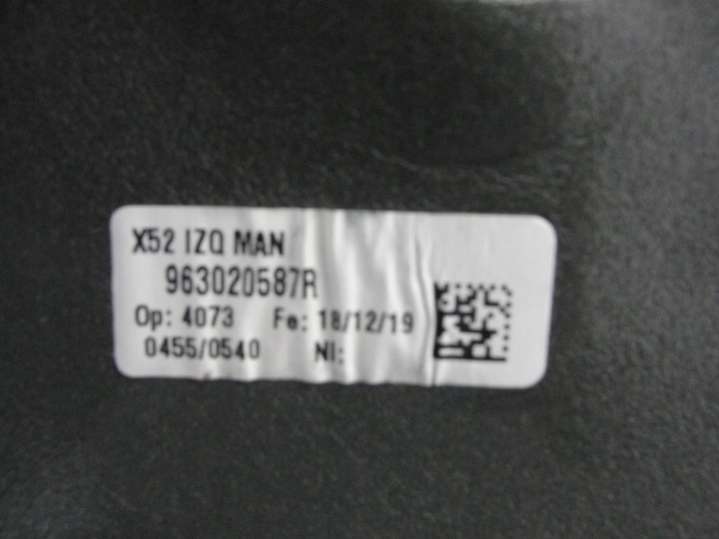 X52 IZQ MAN
963020587R
Op: 4073 Fe: 18/12/19
0455/0540 NI: